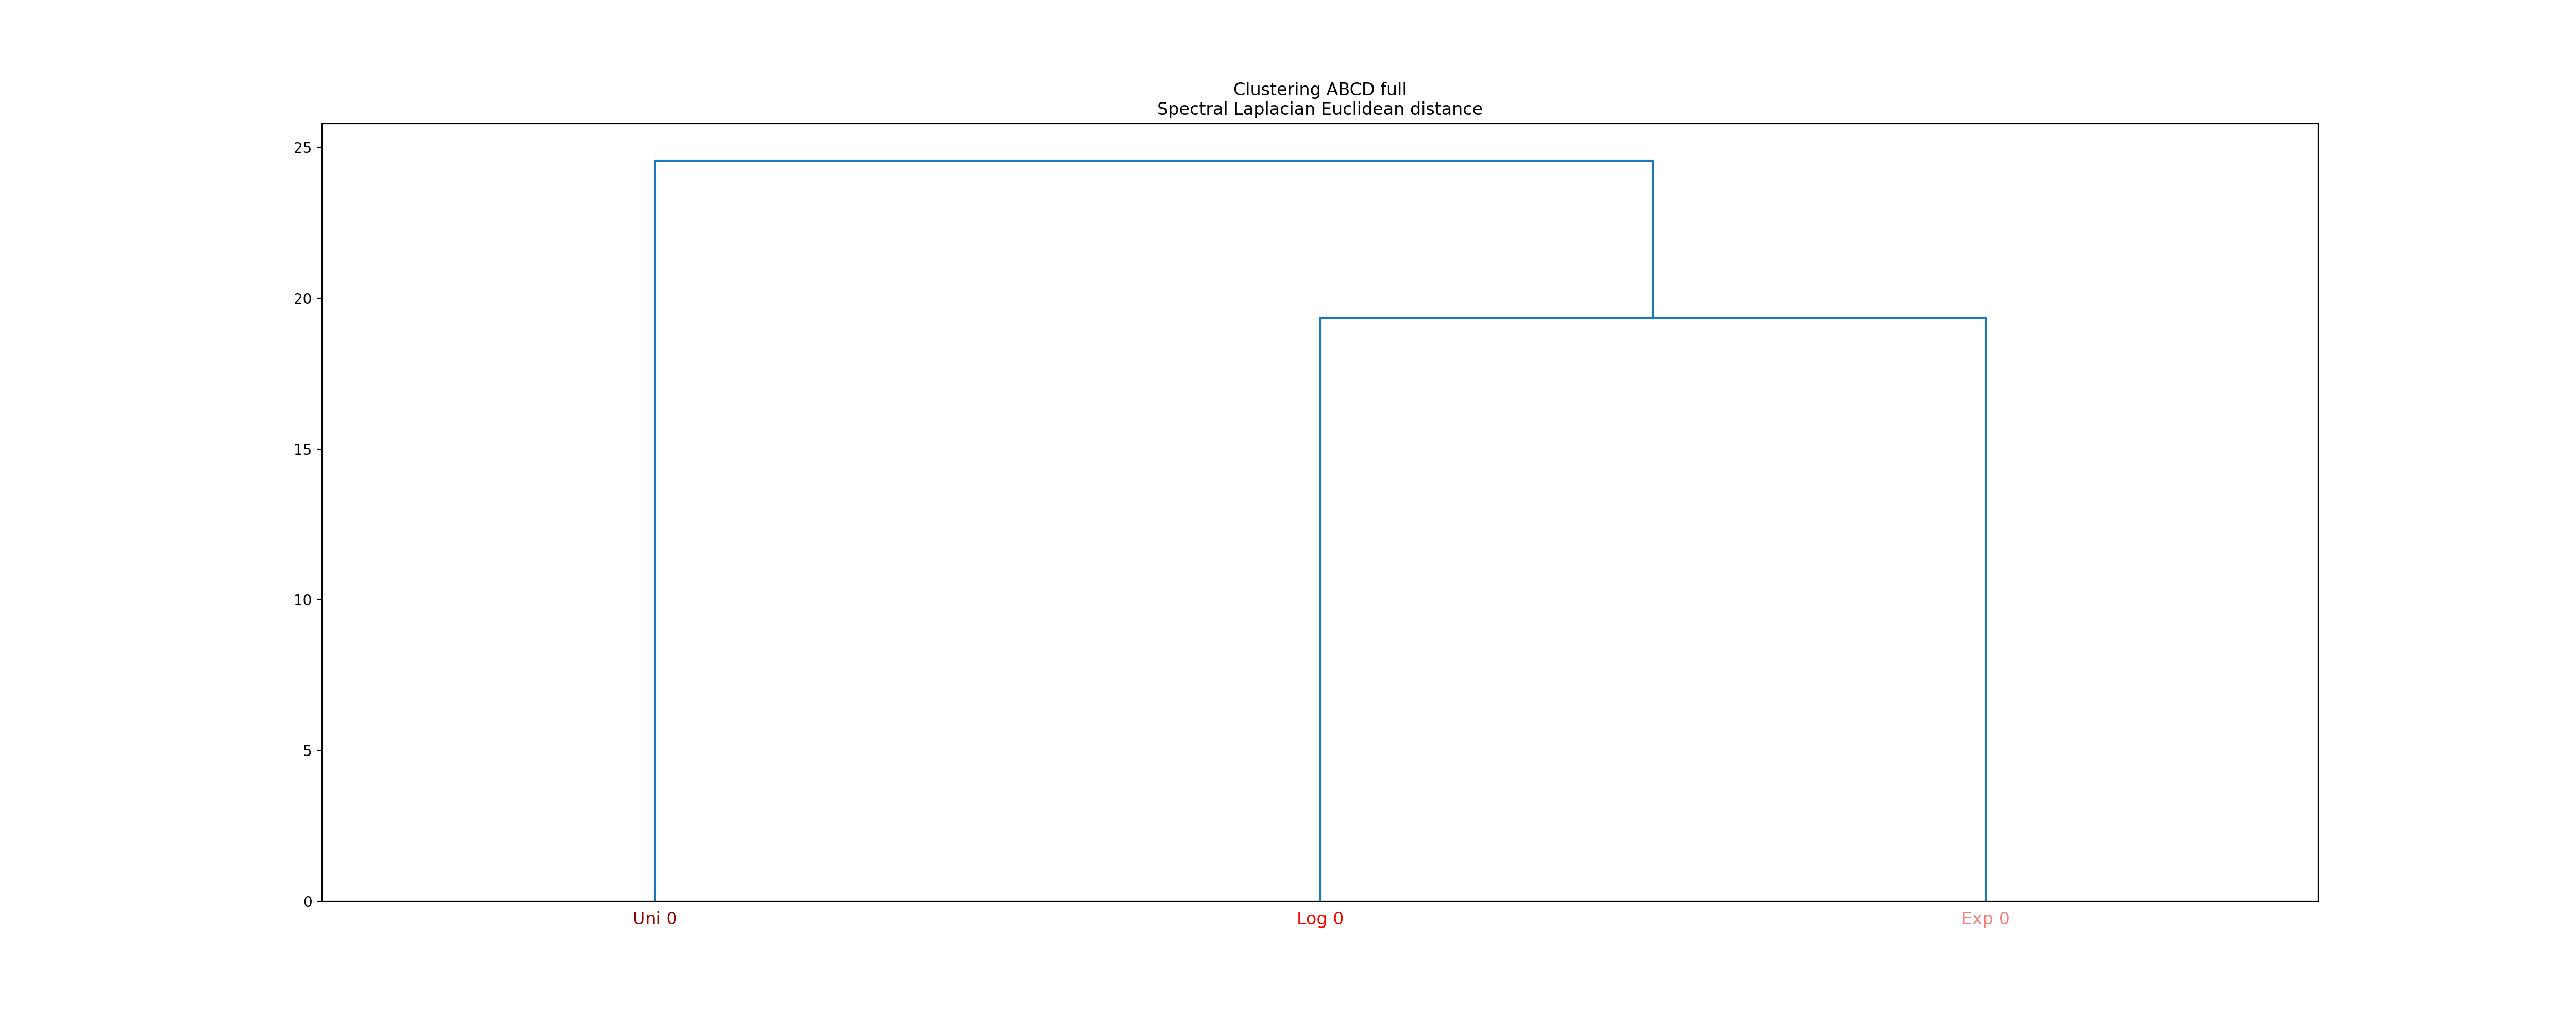 Clustering ABCD full
Spectral Laplacian Euclidean distance
25
20
15
10
5
0
Uni 0
Log 0
Exp 0